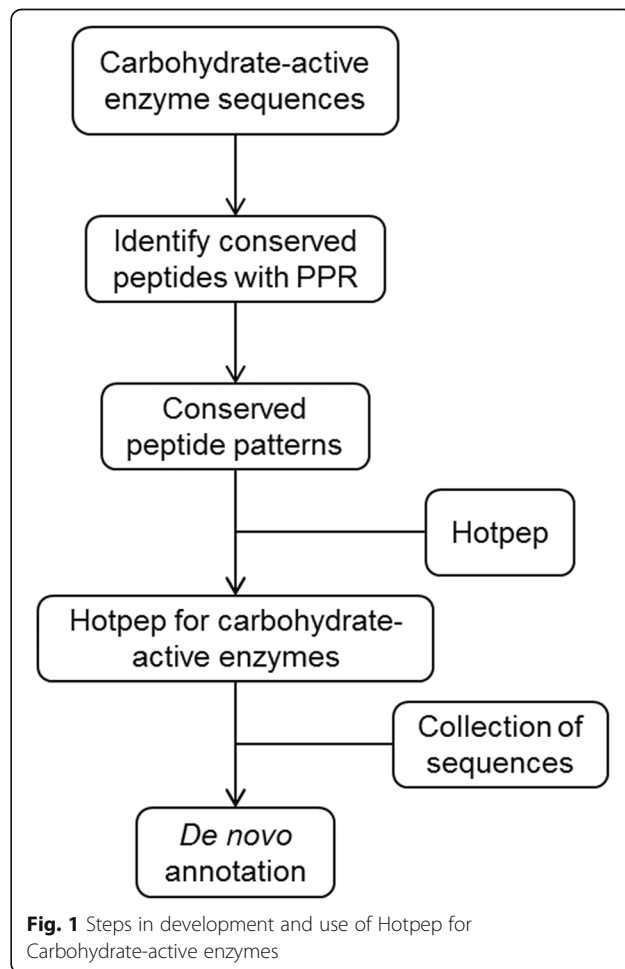 Carbohydrate-active
enzyme sequences
Identify conserved
peptides with PPR
Conserved
peptide patterns
Hotpep
Hotpep for carbohydrate-
active enzymes
Collection of
sequences
De novo
annotation
Fig. 1 Steps in development and use of Hotpep for
Carbohydrate-active enzymes